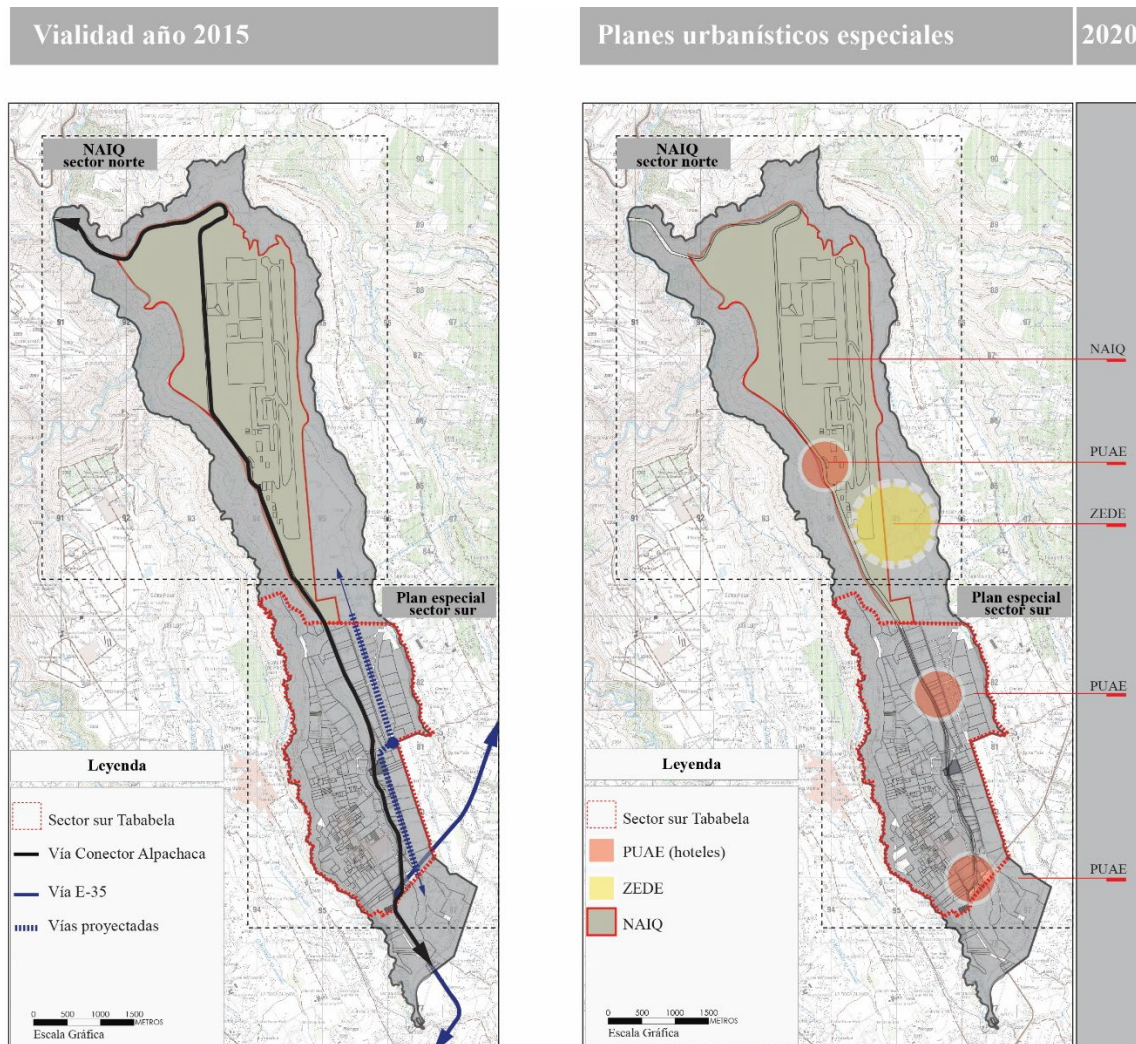 Vialidad año 2015
NAIQ
sector norte
Plan especial
sector sur
Leyenda
Sector sur Tababela
Vía Conector Alpachaca
Vía E-35
Vías proyectadas
0 500 1000 1500
METROS
Escala Gráfica
Planes urbanísticos especiales
2020
NAIQ
sector norte
NAIQ
PUAE
ZEDE
Plan especial
sector sur
PUAE
PUAE
Leyenda
Sector sur Tababela
PUAE (hoteles)
ZEDE
NAIQ
0 500 1000 1500
METROS
Escala Gráfica